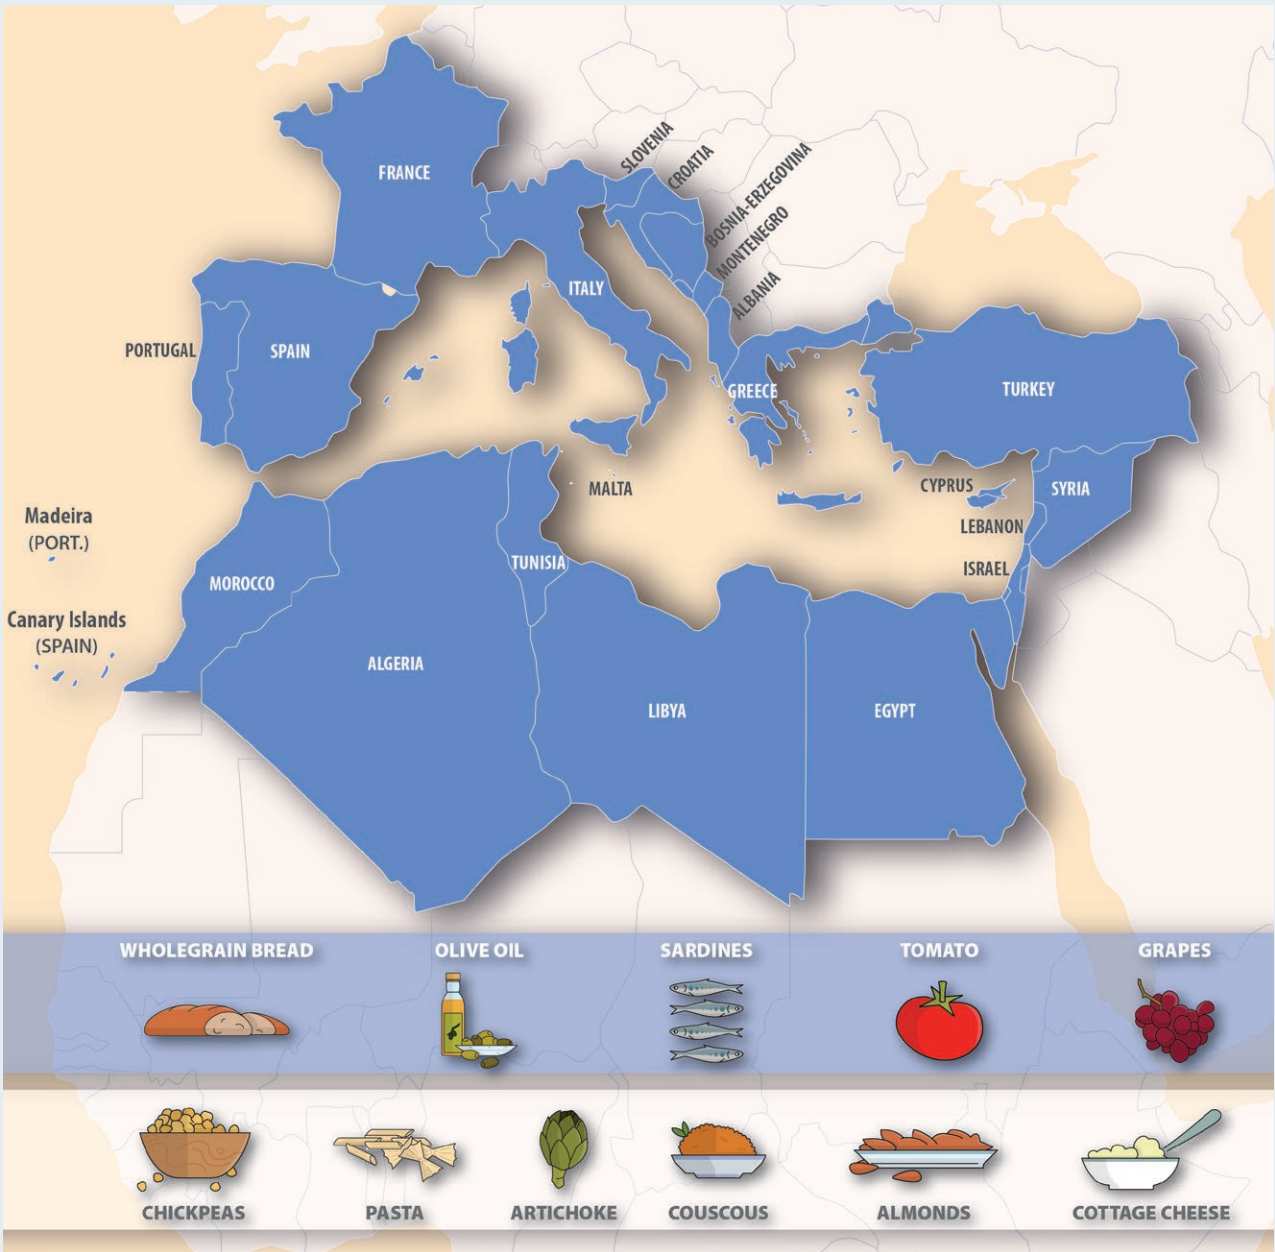 SLOVENIA
CROATIA
BOSNIA-ERZEGOVINA
MONTENEGRO
ALBANIA
FRANCE
ITALY
PORTUGAL
SPAIN
GREECE
TURKEY
MALTA
CYPRUS
SYRIA
LEBANON
ISRAEL
Madeira
(PORT.)
Canary Islands
(SPAIN)
MOROCCO
TUNISIA
ALGERIA
LIBYA
EGYPT
WHOLEGRAIN BREAD
OLIVE OIL
SARDINES
TOMATO
GRAPES
CHICKPEAS
PASTA
ARTICHOKE
COUSCOUS
ALMONDS
COTTAGE CHEESE